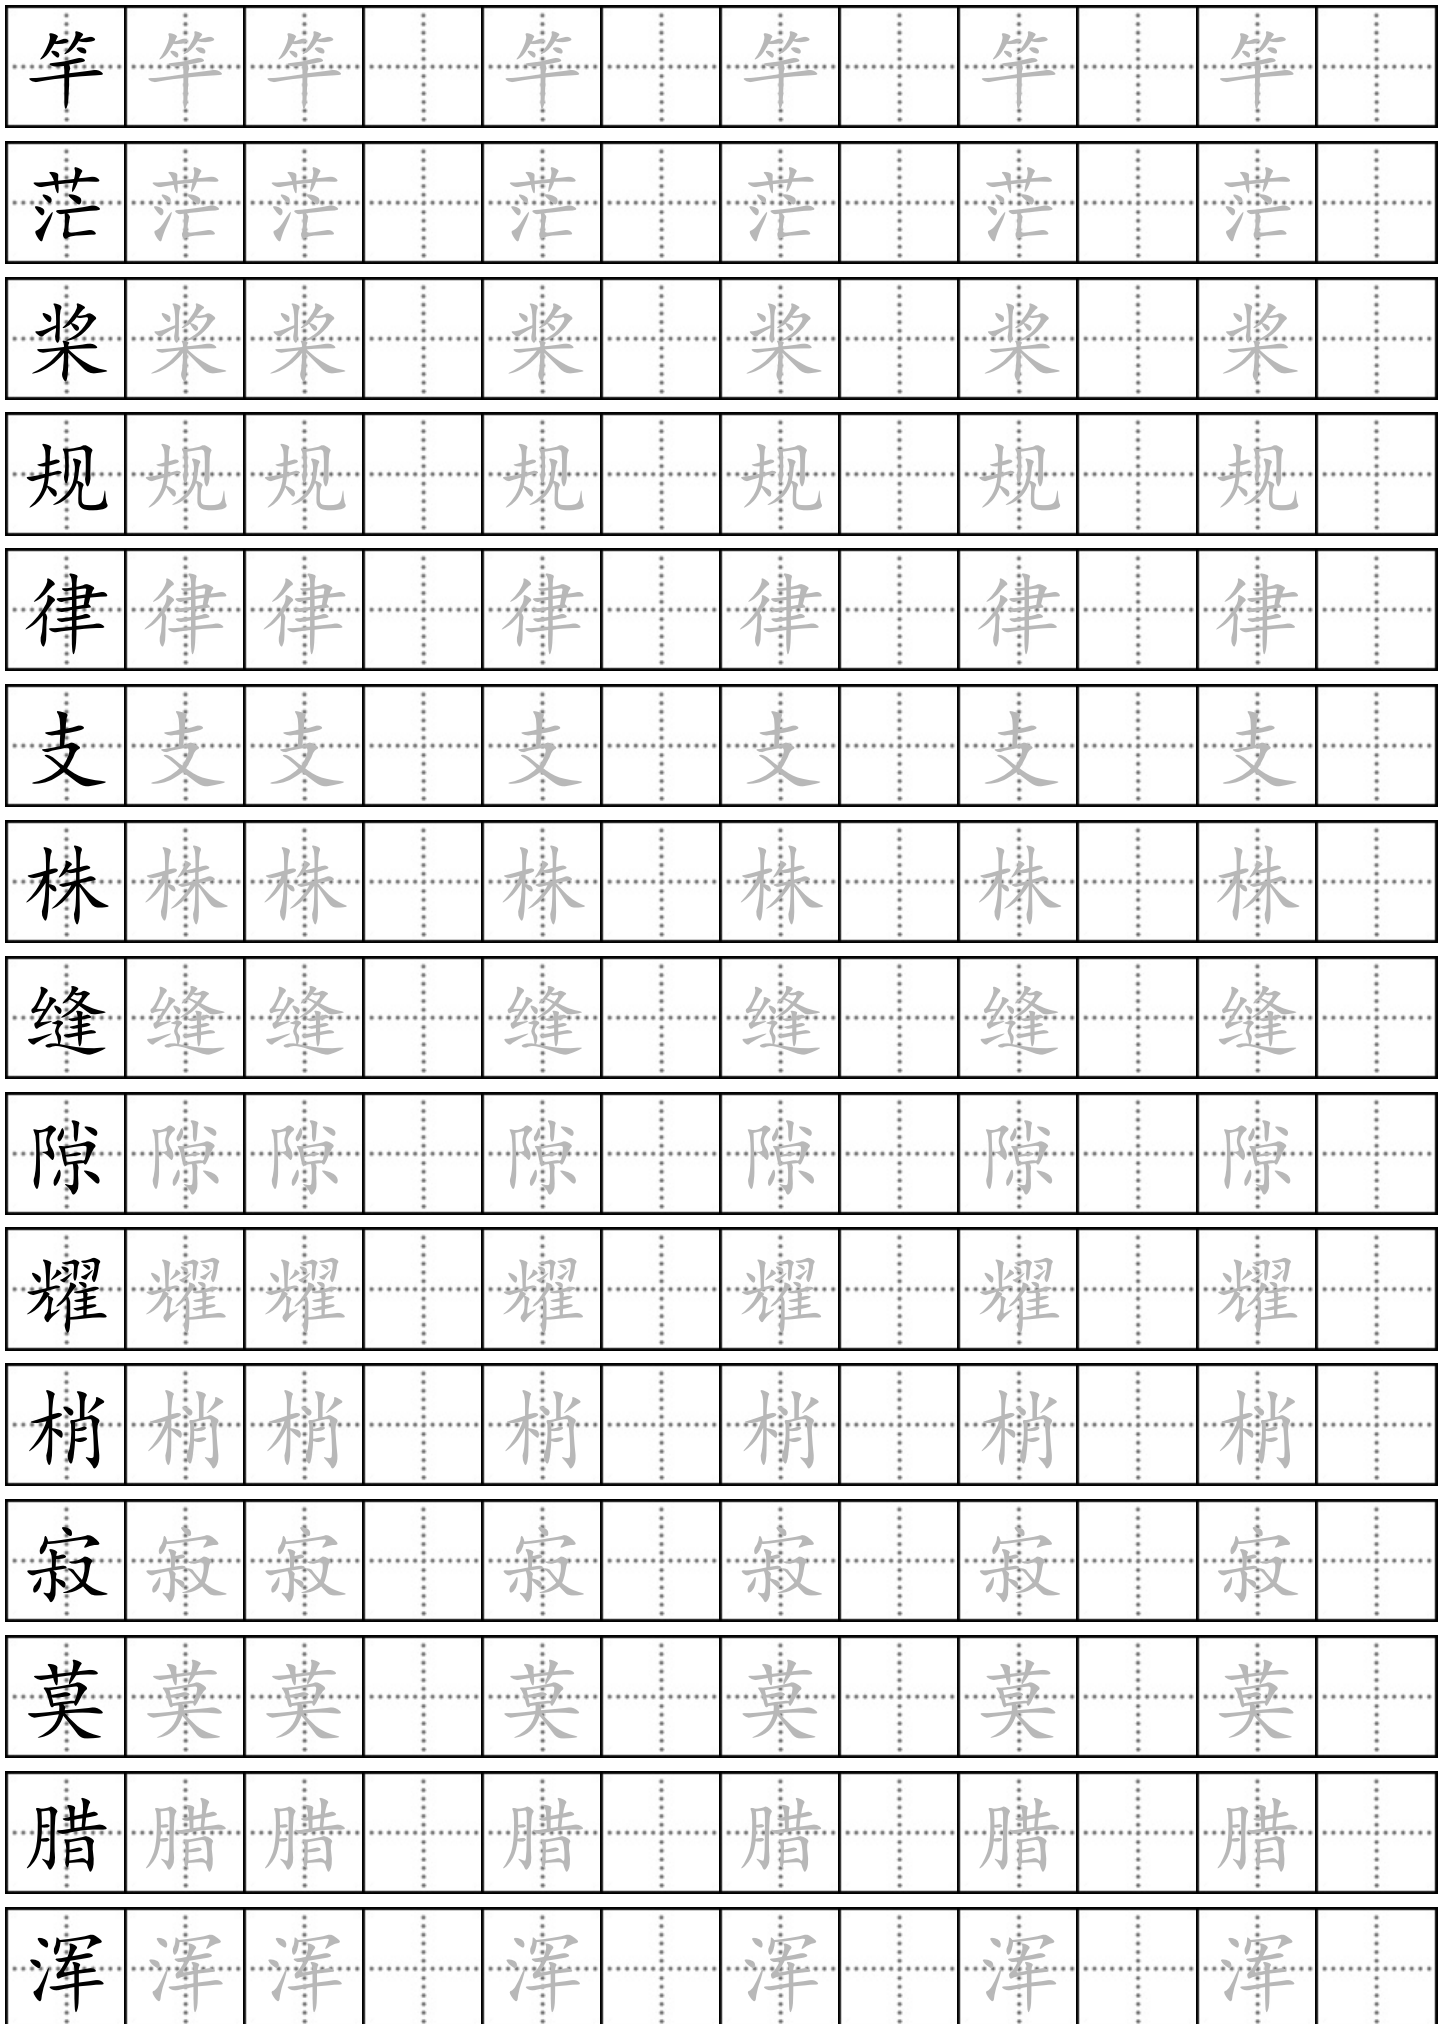 竿 竿 竿 竿 竿 竿 竿
茫 茫 茫 茫 茫 茫 茫
桨 桨 桨 桨 桨 桨 桨
规 规 规 规 规 规 规
律 律 律 律 律 律 律
支 支 支 支 支 支 支
株 株 株 株 株 株 株
缝 缝 缝 缝 缝 缝 缝
隙 隙 隙 隙 隙 隙 隙
耀 耀 耀 耀 耀 耀 耀
梢 梢 梢 梢 梢 梢 梢
寂 寂 寂 寂 寂 寂 寂
莫 莫 莫 莫 莫 莫 莫
腊 腊 腊 腊 腊 腊 腊
浑 浑 浑 浑 浑 浑 浑